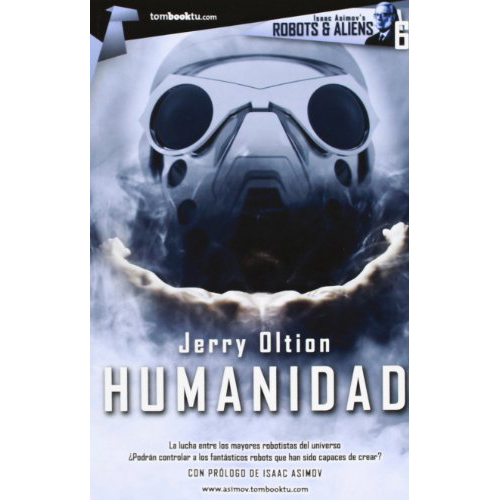 tombooktu.com
Isaac Asimov's
ROBOTS & ALIENS
6
Jerry Oltion
HUMANIDAD
La lucha entre los mayores robotistas del universo
¿Podrán controlar a los fantásticos robots que han sido capaces de crear?
CON PRÓLOGO DE ISAAC ASIMOV
www.asimov.tombooktu.com